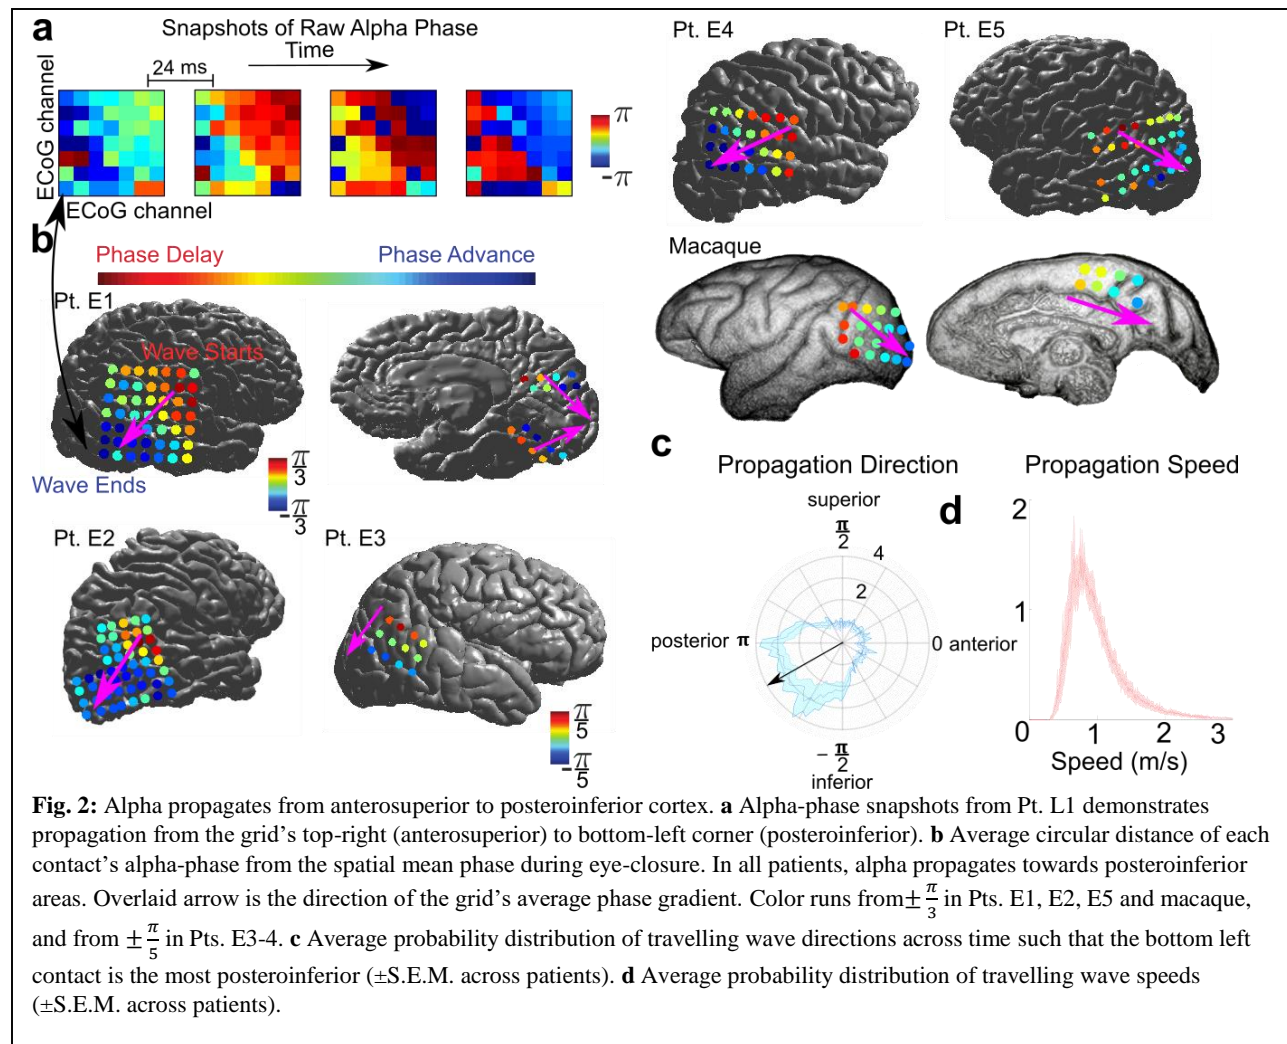 a
Snapshots of Raw Alpha Phase
Time
24 ms
ECoG channel
π
-π
ECoG channel
b
Phase Delay
Phase Advance
Pt. E1
Wave Starts
Wave Ends
π
3
-π
3
Pt. E2
Pt. E3
π
5
-π
5
Pt. E4
Pt. E5
Macaque
c
Propagation Direction
superior
π
2
4
2
posterior π
0 anterior
- π
2
inferior
d
Propagation Speed
2
1
0
1
2
3
Speed (m/s)
Fig. 2: Alpha propagates from anterosuperior to posteroinferior cortex. a Alpha-phase snapshots from Pt. L1 demonstrates
propagation from the grid's top-right (anterosuperior) to bottom-left corner (posteroinferior). b Average circular distance of each
contact's alpha-phase from the spatial mean phase during eye-closure. In all patients, alpha propagates towards posteroinferior
areas. Overlaid arrow is the direction of the grid's average phase gradient. Color runs from± π/3 in Pts. E1, E2, E5 and macaque,
and from ± π/5 in Pts. E3-4. c Average probability distribution of travelling wave directions across time such that the bottom left
contact is the most posteroinferior (±S.E.M. across patients). d Average probability distribution of travelling wave speeds
(±S.E.M. across patients).